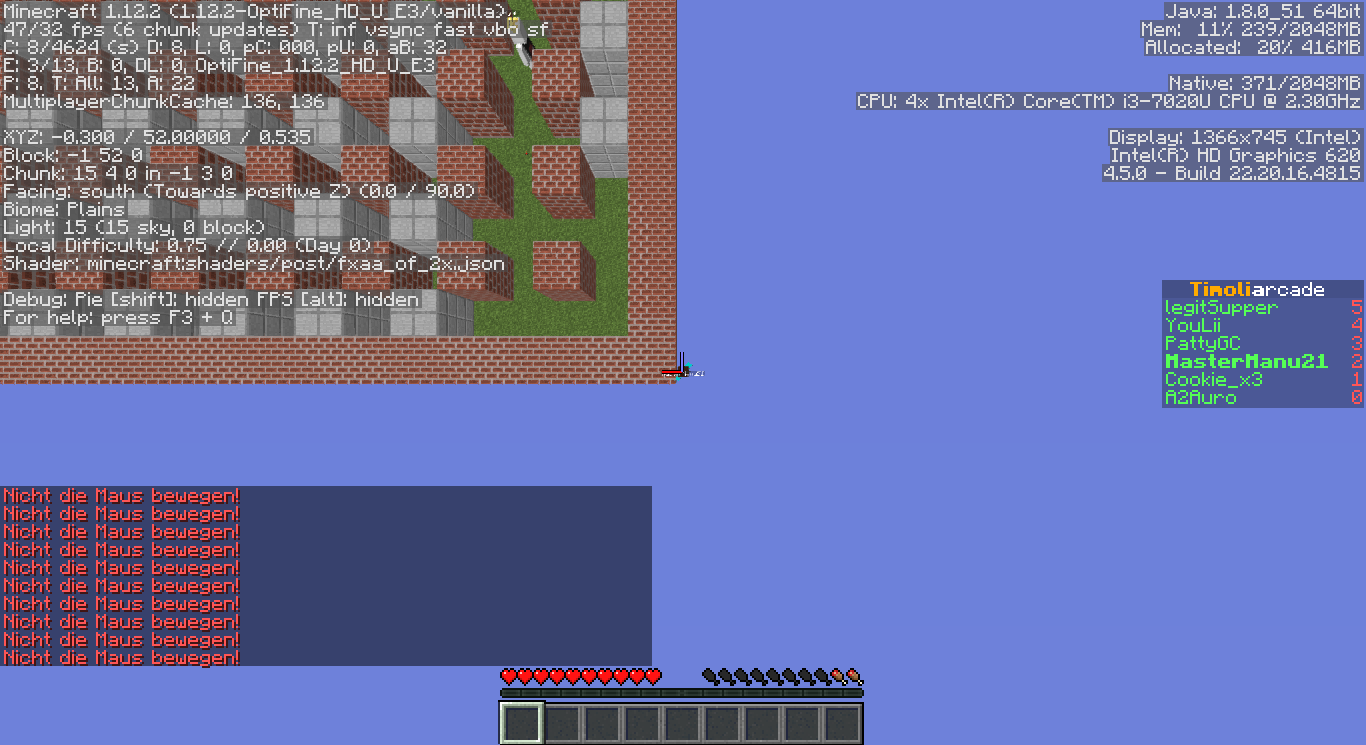 Minecraft 1.12.2 (1.12.2-OptiFine_HD_U_E3/vanilla)
47/32 fps (6 chunk updates) T: inf vsync fast vbo sf
C: 8/4624 (s) D: 8, L: 0, pC: 000, pU: 0, aB: 32
E: 3/13, B: 0, DL: 0, OptiFine_1.12.2_HD_U_E3
P: 8. T: All: 13, A: 22
MultiplayerChunkCache: 136, 136
XYZ: -0.300 / 52.00000 / 0.535
Block: -1 52 0
Chunk: 15 4 0 in -1 3 0
Facing: south (Towards positive Z) (0.0 / 90.0)
Biome: Plains
Light: 15 (15 sky, 0 block)
Local Difficulty: 0.75 // 0.00 (Day 0)
Shader: minecraft:shaders/post/fxaa_of_2x.json
Debug: Pie [shift]: hidden FPS [alt]: hidden
For help: press F3 + Q
Java: 1.8.0_51 64bit
Mem: 11% 239/2048MB
Allocated: 20% 416MB
Native: 371/2048MB
CPU: 4x Intel(R) Core(TM) i3-7020U CPU @ 2.30GHz
Display: 1366x745 (Intel)
Intel(R) HD Graphics 620
4.5.0 - Build 22.20.16.4815
Timoliarcade
legitSupper 5
YouLii 4
PattyGC 3
MasterManu21 2
Cookie_x3 1
A2Auro 0
Nicht die Maus bewegen!
Nicht die Maus bewegen!
Nicht die Maus bewegen!
Nicht die Maus bewegen!
Nicht die Maus bewegen!
Nicht die Maus bewegen!
Nicht die Maus bewegen!
Nicht die Maus bewegen!
Nicht die Maus bewegen!
Nicht die Maus bewegen!